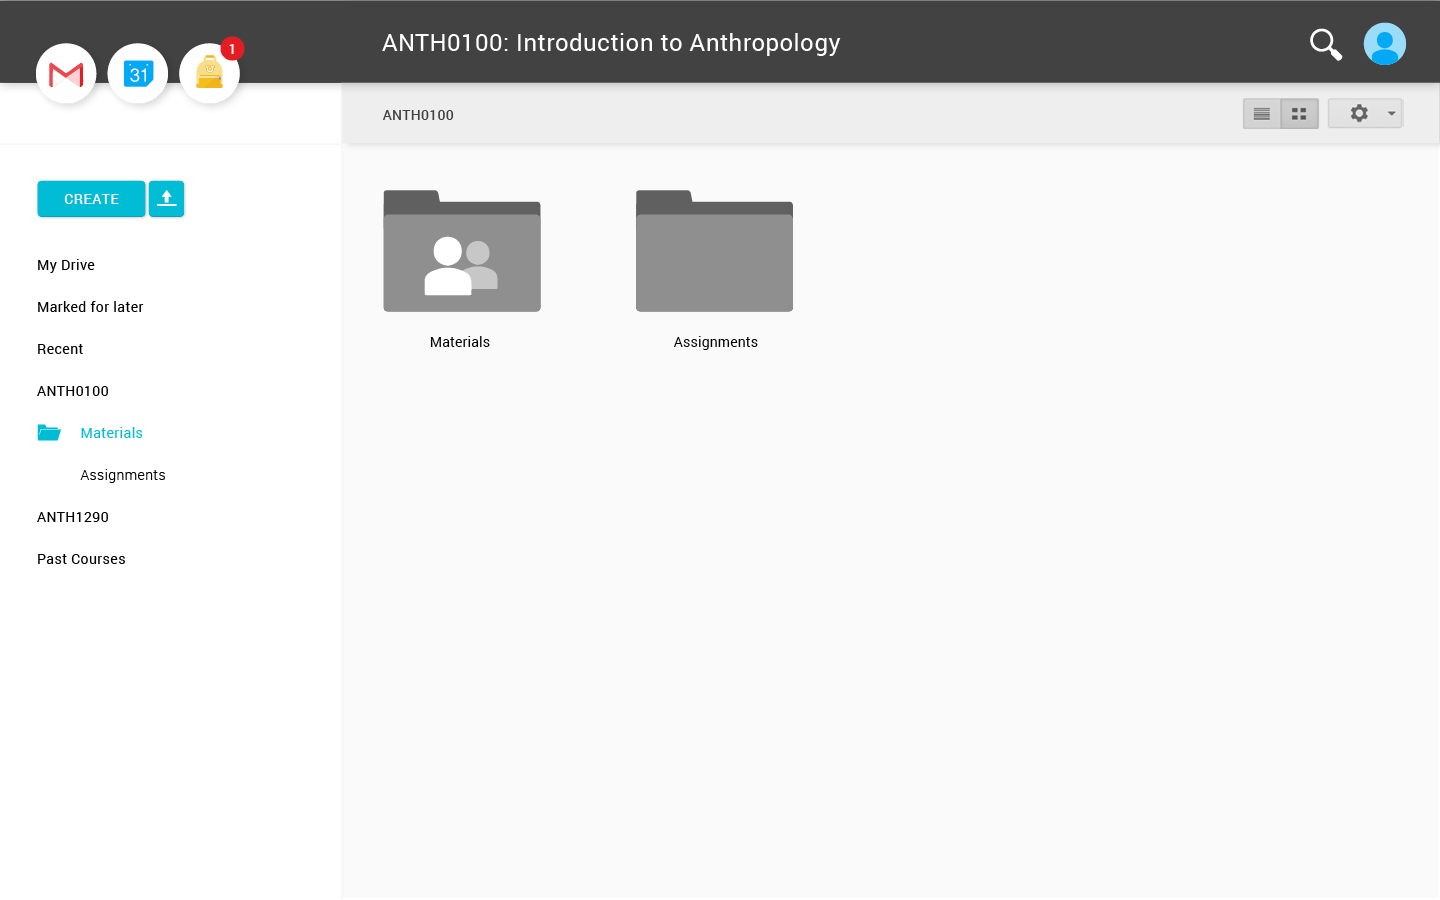 ANTH0100: Introduction to Anthropology
31
1
ANTH0100
CREATE
My Drive
Marked for later
Recent
ANTH0100
Materials
Assignments
ANTH1290
Past Courses
Materials
Assignments